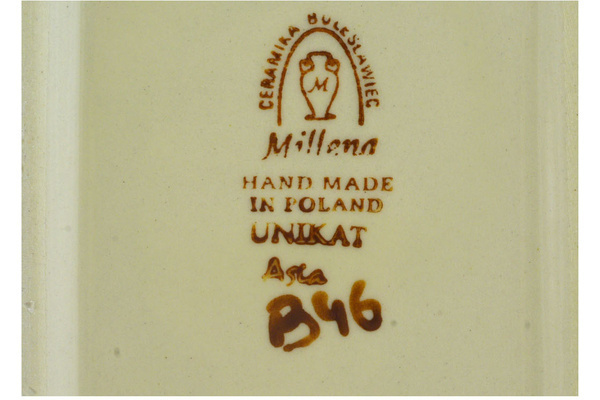 CERAMIKA BOLESŁAWIEC
M
Millena
HAND MADE
IN POLAND
UNIKAT
Asia
B46